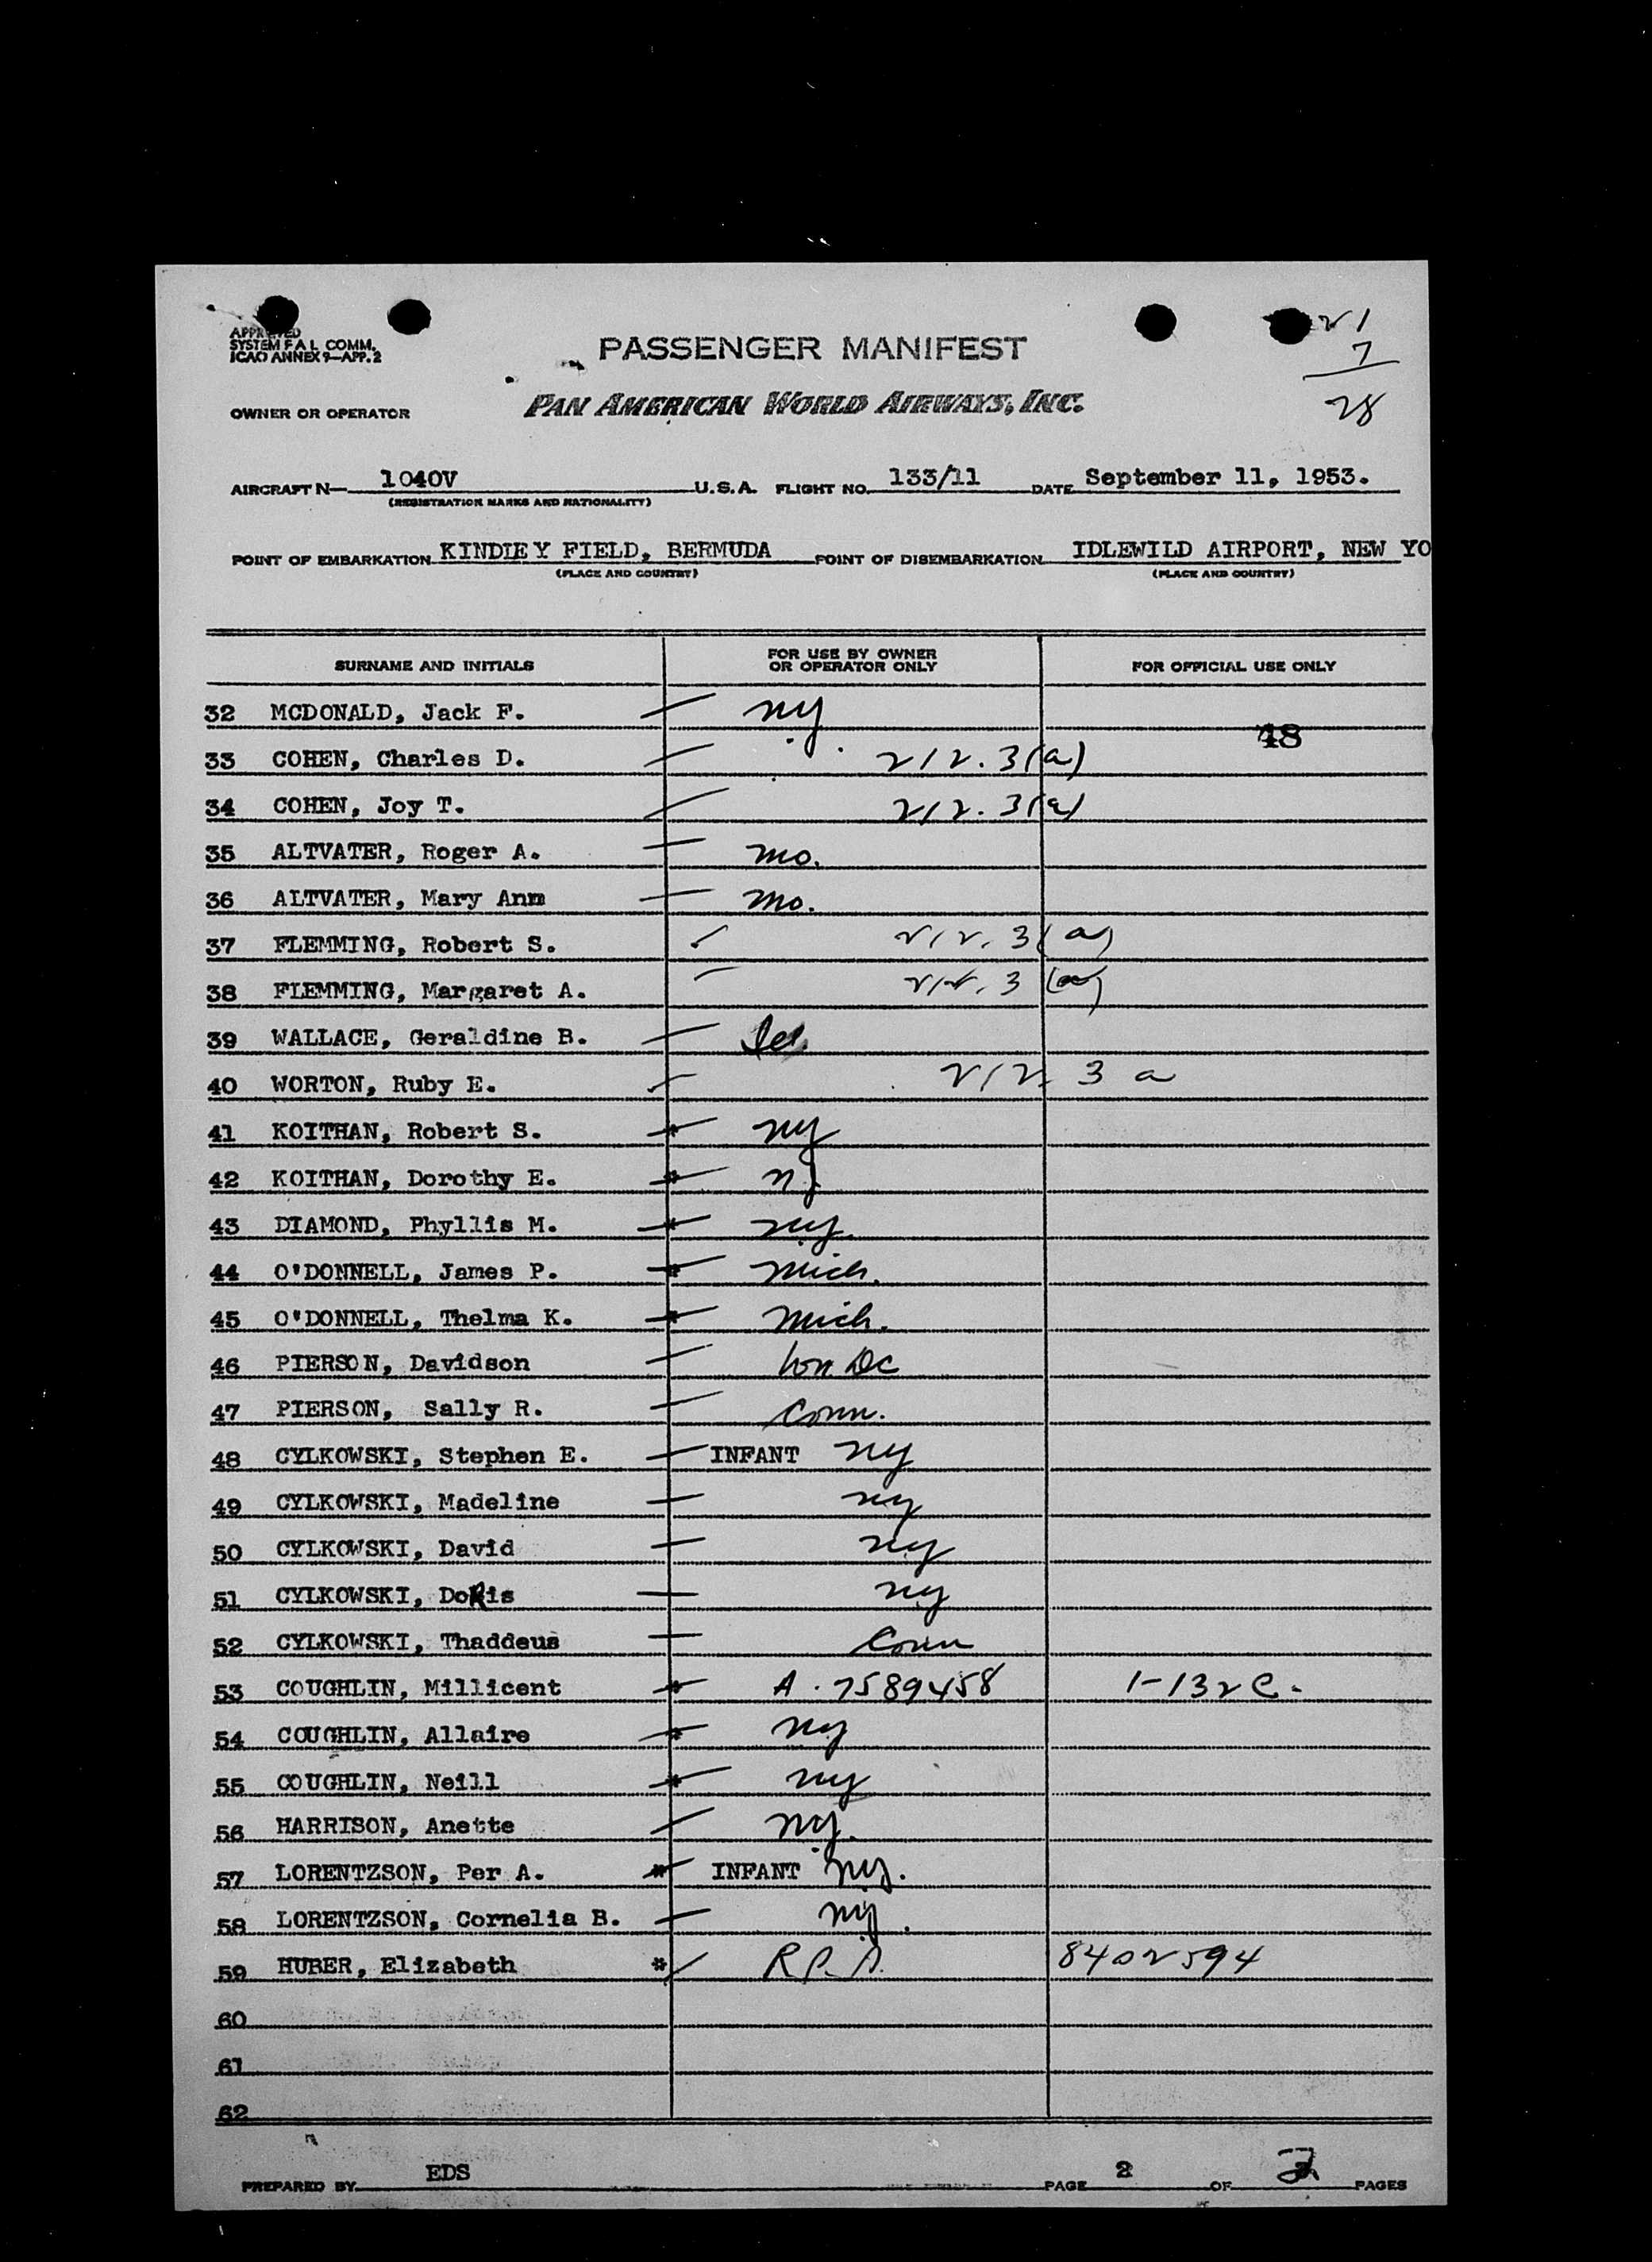 APPROVED
SYSTEM F A L COMM.
ICAO ANNEX 9—APP. 2
21
7
28
PASSENGER MANIFEST
OWNER OR OPERATOR PAN AMERICAN WORLD AIRWAYS, INC.
AIRCRAFT N— 1040V U.S.A. FLIGHT NO. 133/11 DATE September 11, 1953.
(REGISTRATION MARKS AND NATIONALITY)
POINT OF EMBARKATION KINDLEY FIELD, BERMUDA POINT OF DISEMBARKATION IDLEWILD AIRPORT, NEW YO
(PLACE AND COUNTRY) (PLACE AND COUNTRY)
SURNAME AND INITIALS FOR USE BY OWNER OR OPERATOR ONLY FOR OFFICIAL USE ONLY
32 MCDONALD, Jack F. — ny
48
33 COHEN, Charles D. — 212.3(a)
34 COHEN, Joy T. — 212.3(a)
35 ALTVATER, Roger A. — mo.
36 ALTVATER, Mary Ann — mo.
37 FLEMMING, Robert S. 212.3(a)
38 FLEMMING, Margaret A. 212.3(a)
39 WALLACE, Geraldine B. —
40 WORTON, Ruby E. 212.3 a
41 KOITHAN, Robert S. * ny
42 KOITHAN, Dorothy E. * nj
43 DIAMOND, Phyllis M. * ny.
44 O'DONNELL, James P. * Mich.
45 O'DONNELL, Thelma K. * Mich.
46 PIERSON, Davidson — Wn. DC
47 PIERSON, Sally R. — Conn.
48 CYLKOWSKI, Stephen E. — INFANT ny
49 CYLKOWSKI, Madeline — ny
50 CYLKOWSKI, David — ny
51 CYLKOWSKI, DoRis — ny
52 CYLKOWSKI, Thaddeus — Conn
53 COUGHLIN, Millicent * A. 7589458 1-132 C.
54 COUGHLIN, Allaire * ny
55 COUGHLIN, Neill * ny
56 HARRISON, Anette — ny.
57 LORENTZSON, Per A. * INFANT ny.
58 LORENTZSON, Cornelia B. — ny.
59 HUBER, Elizabeth * R.P.A. 8402594
60
61
62
PREPARED BY EDS PAGE 2 OF 2 PAGES